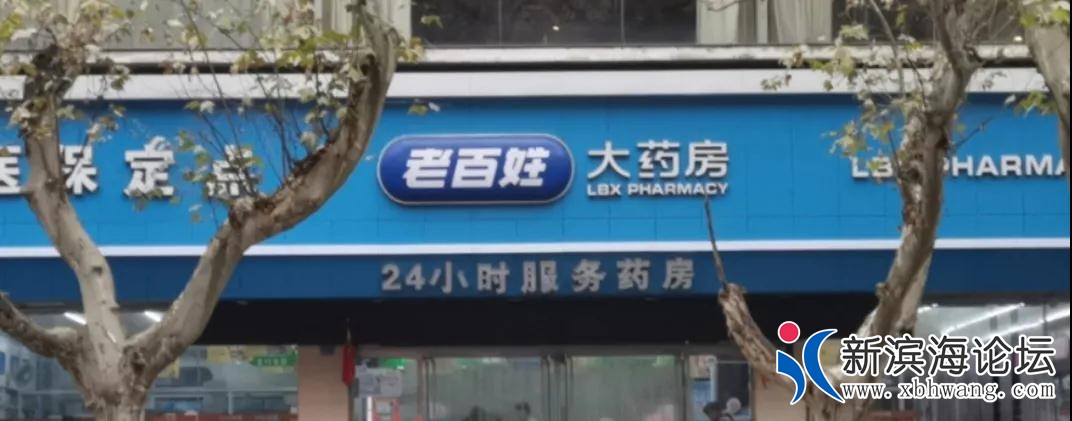 医保定点
老百姓
大药房
LBX PHARMACY
LBX PHARMA
24小时服务药房
新滨海论坛
www.xbhwang.com